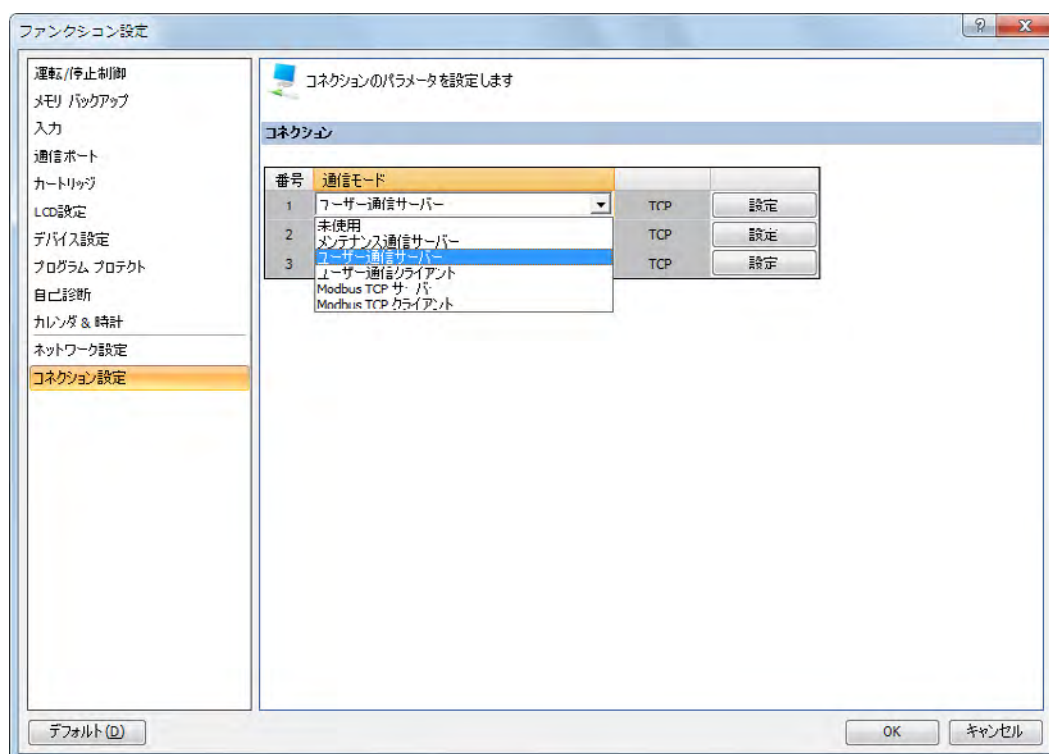 ファンクション設定
運転/停止制御
メモリ バックアップ
入力
通信ポート
カートリッジ
LCD設定
デバイス設定
プログラム プロテクト
自己診断
カレンダ & 時計
ネットワーク設定
コネクション設定
コネクションのパラメータを設定します
コネクション
番号 通信モード
1 ユーザー通信サーバー TCP 設定
2 TCP 設定
3 TCP 設定
未使用
メンテナンス通信サーバー
ユーザー通信サーバー
ユーザー通信クライアント
Modbus TCP サーバ
Modbus TCP クライアント
デフォルト(D) OK キャンセル